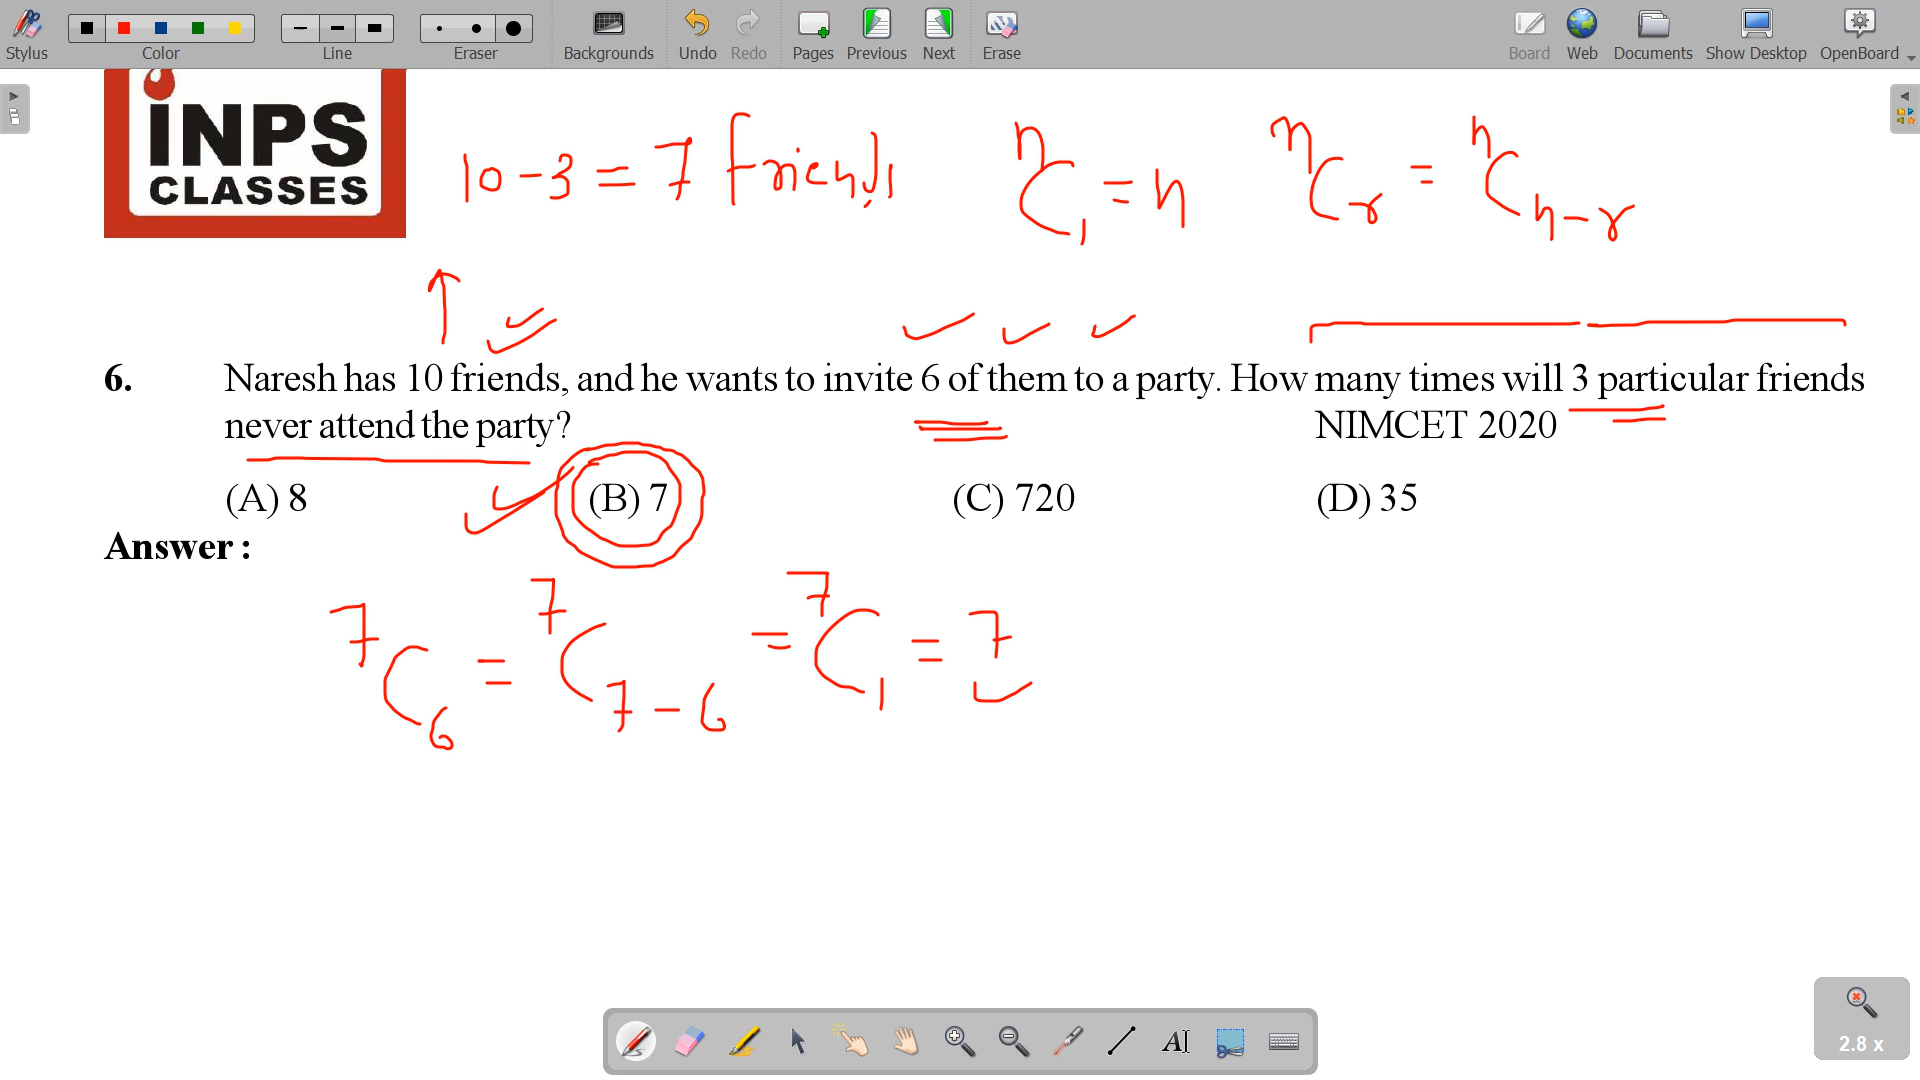 Stylus Color Line Eraser Backgrounds Undo Redo Pages Previous Next Erase Board Web Documents Show Desktop OpenBoard
iNPS
CLASSES
10-3=7 Friends ⁿC₁=n ⁿCᵣ=ⁿCₙ₋ᵣ
6. Naresh has 10 friends, and he wants to invite 6 of them to a party. How many times will 3 particular friends
never attend the party? NIMCET 2020
(A) 8 (B) 7 (C) 720 (D) 35
Answer :
⁷C₆ = ⁷C₇₋₆ = ⁷C₁ = 7
2.8 x